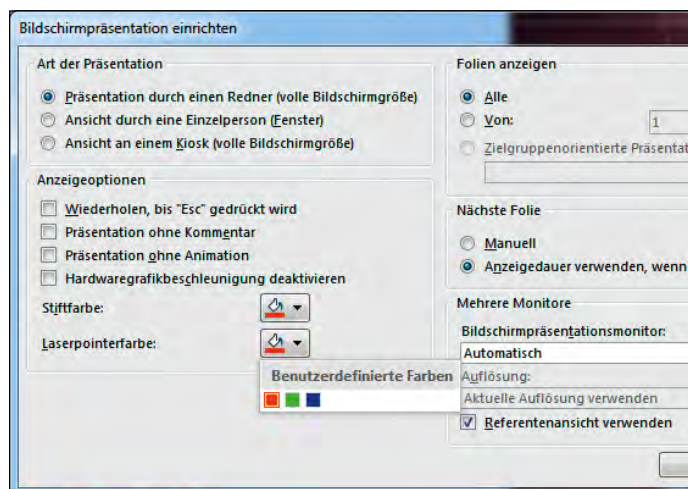 Bildschirmpräsentation einrichten
Art der Präsentation
Präsentation durch einen Redner (volle Bildschirmgröße)
Ansicht durch eine Einzelperson (Fenster)
Ansicht an einem Kiosk (volle Bildschirmgröße)
Anzeigeoptionen
Wiederholen, bis "Esc" gedrückt wird
Präsentation ohne Kommentar
Präsentation ohne Animation
Hardwaregrafikbeschleunigung deaktivieren
Stiftfarbe:
Laserpointerfarbe:
Benutzerdefinierte Farben
Folien anzeigen
Alle
Von: 1
Zielgruppenorientierte Präsentat
Nächste Folie
Manuell
Anzeigedauer verwenden, wenn
Mehrere Monitore
Bildschirmpräsentationsmonitor:
Automatisch
Auflösung:
Aktuelle Auflösung verwenden
Referentenansicht verwenden